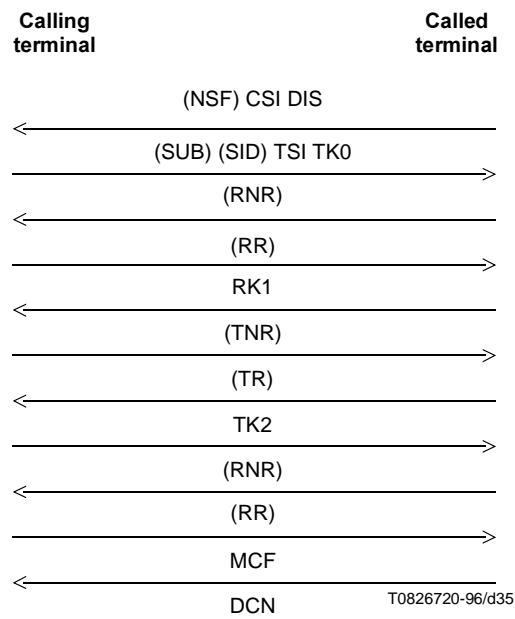 Calling terminal
Called terminal
(NSF) CSI DIS
(SUB) (SID) TSI TK0
(RNR)
(RR)
RK1
(TNR)
(TR)
TK2
(RNR)
(RR)
MCF
DCN
T0826720-96/d35